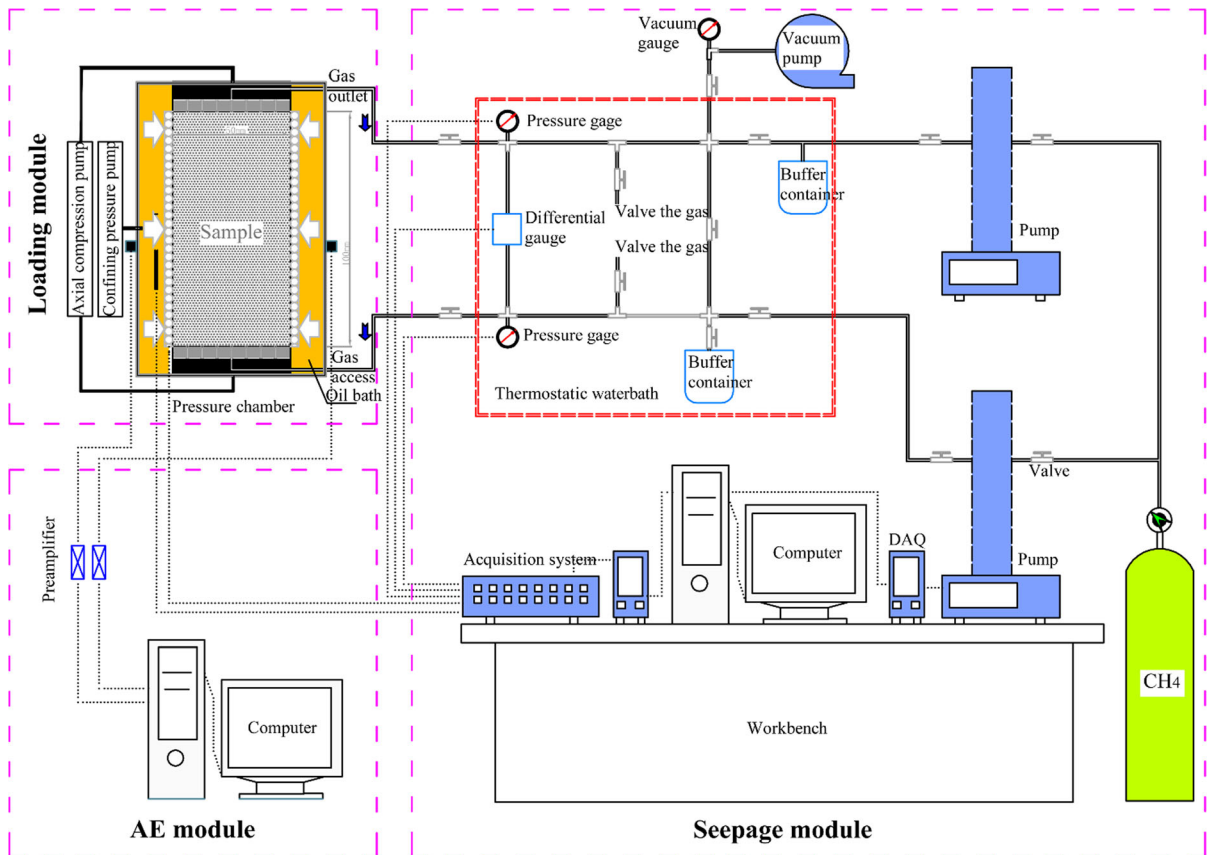 Vacuum
gauge
Vacuum
pump
Gas
outlet
Pressure gage
Buffer
container
Valve the gas
Differential
gauge
Valve the gas
Pump
Loading module
Axial compression pump
Confining pressure pump
Sample
100mm
Pressure gage
Gas
access
Oil bath
Buffer
container
Thermostatic waterbath
Pressure chamber
Valve
Preamplifier
Acquisition system
Computer
DAQ
Pump
CH4
Computer
Workbench
AE module
Seepage module